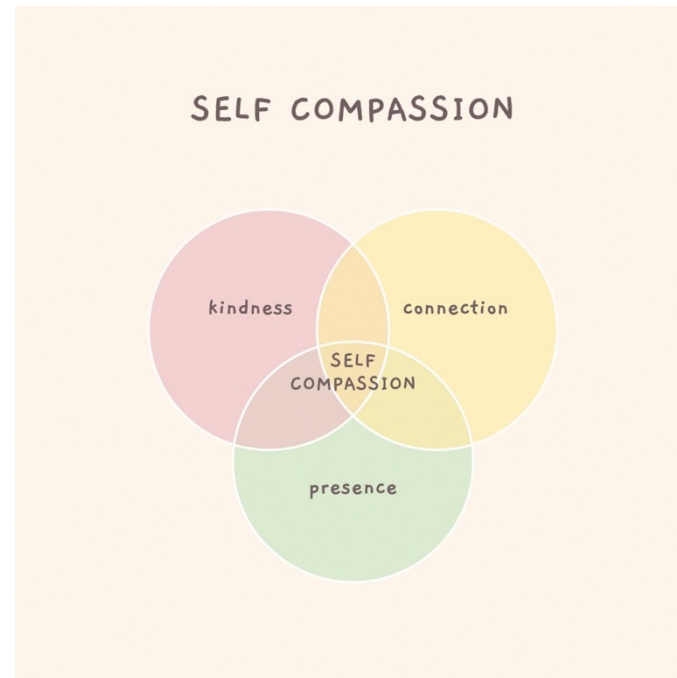 SELF COMPASSION
kindness
connection
SELF
COMPASSION
presence